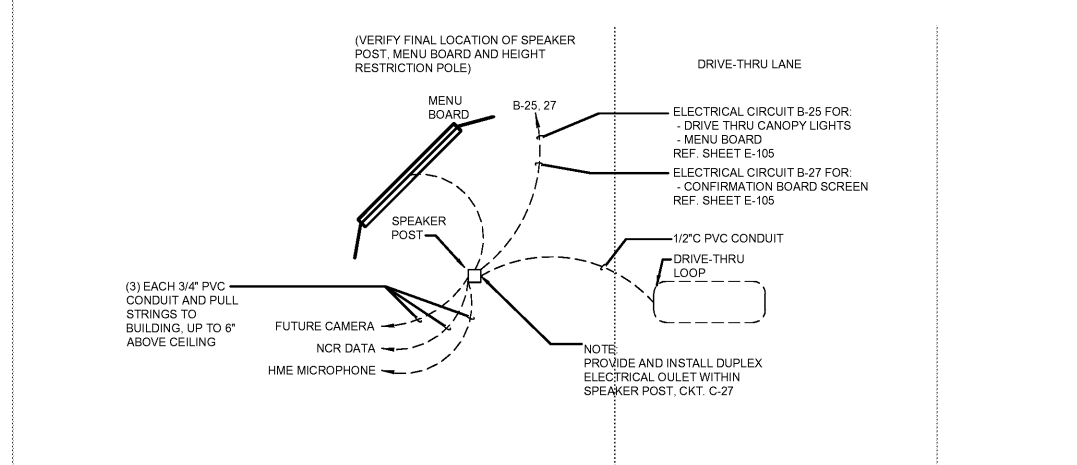 (VERIFY FINAL LOCATION OF SPEAKER
POST, MENU BOARD AND HEIGHT
RESTRICTION POLE)
DRIVE-THRU LANE
MENU
BOARD
B-25, 27
ELECTRICAL CIRCUIT B-25 FOR:
- DRIVE THRU CANOPY LIGHTS
- MENU BOARD
REF. SHEET E-105
ELECTRICAL CIRCUIT B-27 FOR:
- CONFIRMATION BOARD SCREEN
REF. SHEET E-105
SPEAKER
POST
1/2"C PVC CONDUIT
DRIVE-THRU
LOOP
(3) EACH 3/4" PVC
CONDUIT AND PULL
STRINGS TO
BUILDING, UP TO 6"
ABOVE CEILING
FUTURE CAMERA
NCR DATA
HME MICROPHONE
NOTE:
PROVIDE AND INSTALL DUPLEX
ELECTRICAL OULET WITHIN
SPEAKER POST, CKT. C-27